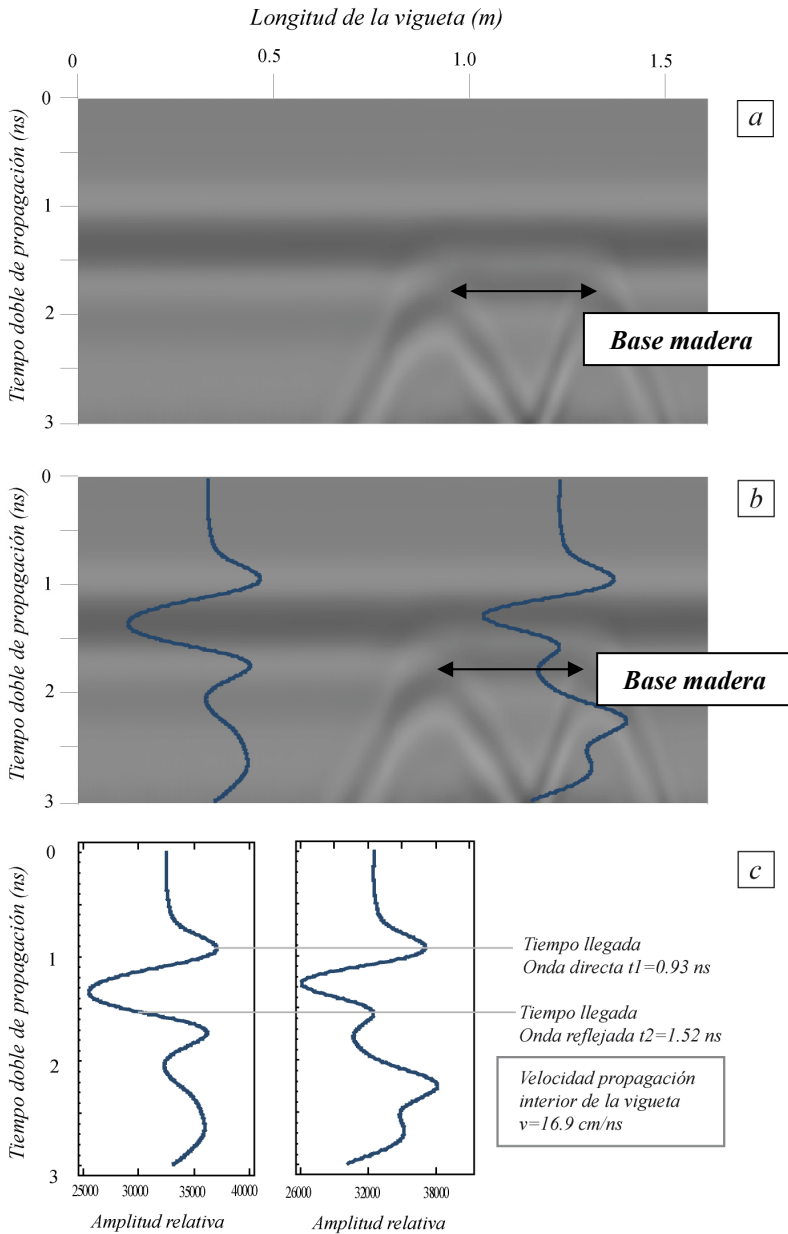 Longitud de la vigueta (m)
0 0.5 1.0 1.5
Tiempo doble de propagación (ns)
0
1
2
3
a
Base madera
Tiempo doble de propagación (ns)
0
1
2
3
b
Base madera
Tiempo doble de propagación (ns)
0
1
2
3
c
Tiempo llegada
Onda directa t1=0.93 ns
Tiempo llegada
Onda reflejada t2=1.52 ns
Velocidad propagación
interior de la vigueta
v=16.9 cm/ns
25000 30000 35000 40000
Amplitud relativa
26000 32000 38000
Amplitud relativa